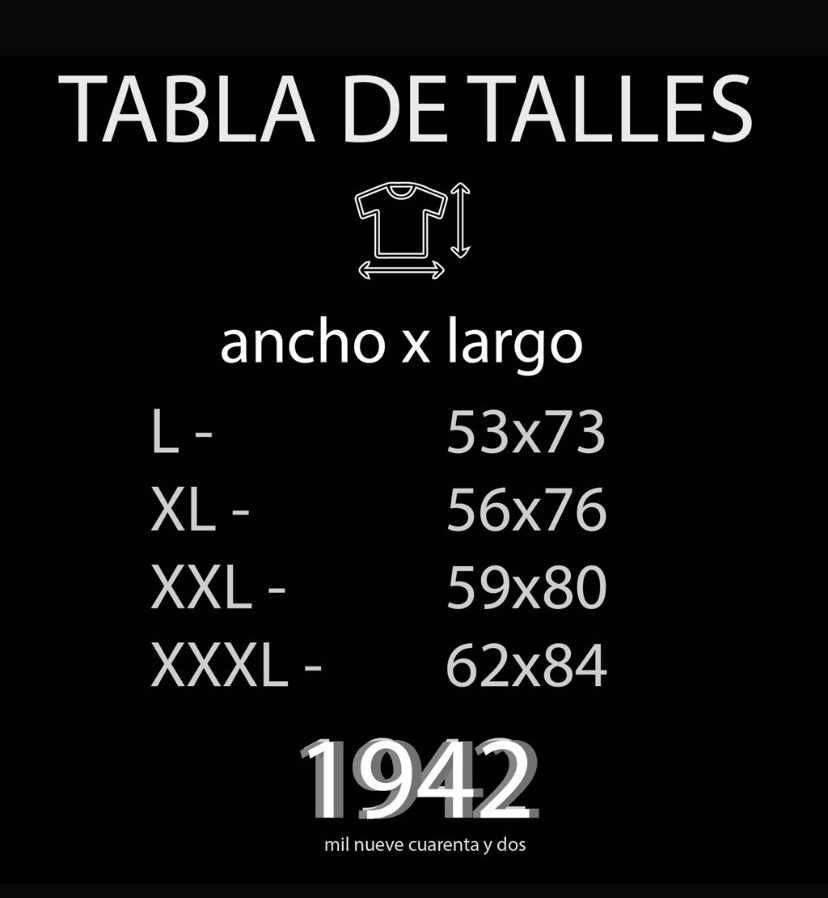 TABLA DE TALLES
ancho x largo
L - 53x73
XL - 56x76
XXL - 59x80
XXXL - 62x84
1942
mil nueve cuarenta y dos